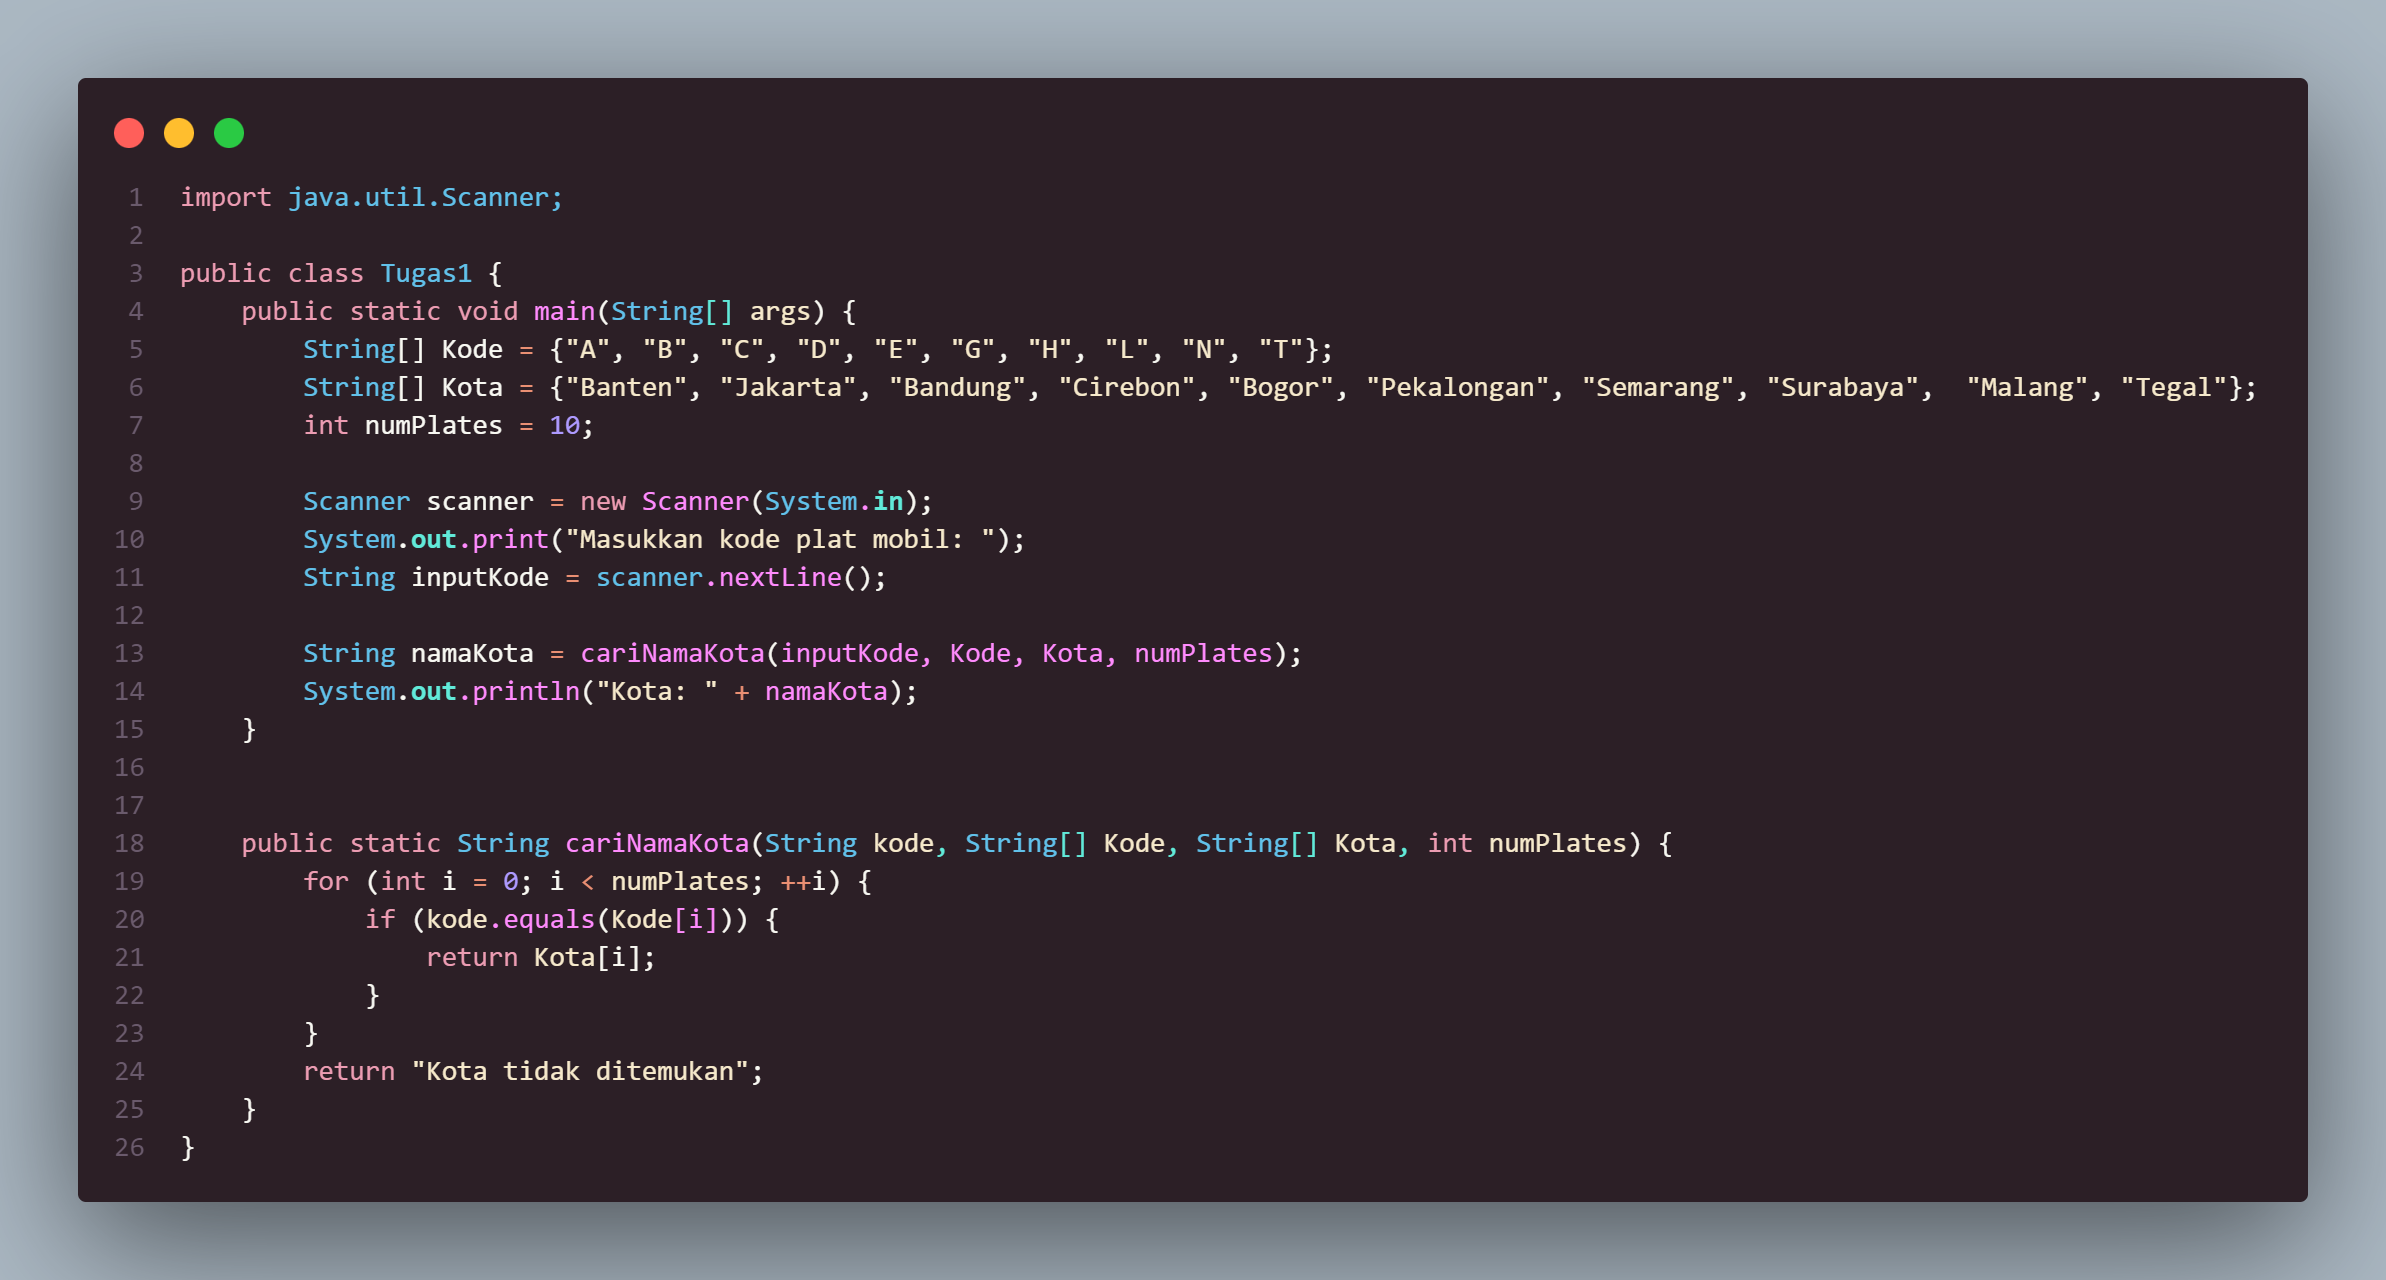 1 import java.util.Scanner;
2
3 public class Tugas1 {
4     public static void main(String[] args) {
5         String[] Kode = {"A", "B", "C", "D", "E", "G", "H", "L", "N", "T"};
6         String[] Kota = {"Banten", "Jakarta", "Bandung", "Cirebon", "Bogor", "Pekalongan", "Semarang", "Surabaya",  "Malang", "Tegal"};
7         int numPlates = 10;
8
9         Scanner scanner = new Scanner(System.in);
10         System.out.print("Masukkan kode plat mobil: ");
11         String inputKode = scanner.nextLine();
12
13         String namaKota = cariNamaKota(inputKode, Kode, Kota, numPlates);
14         System.out.println("Kota: " + namaKota);
15     }
16
17
18     public static String cariNamaKota(String kode, String[] Kode, String[] Kota, int numPlates) {
19         for (int i = 0; i < numPlates; ++i) {
20             if (kode.equals(Kode[i])) {
21                 return Kota[i];
22             }
23         }
24         return "Kota tidak ditemukan";
25     }
26 }